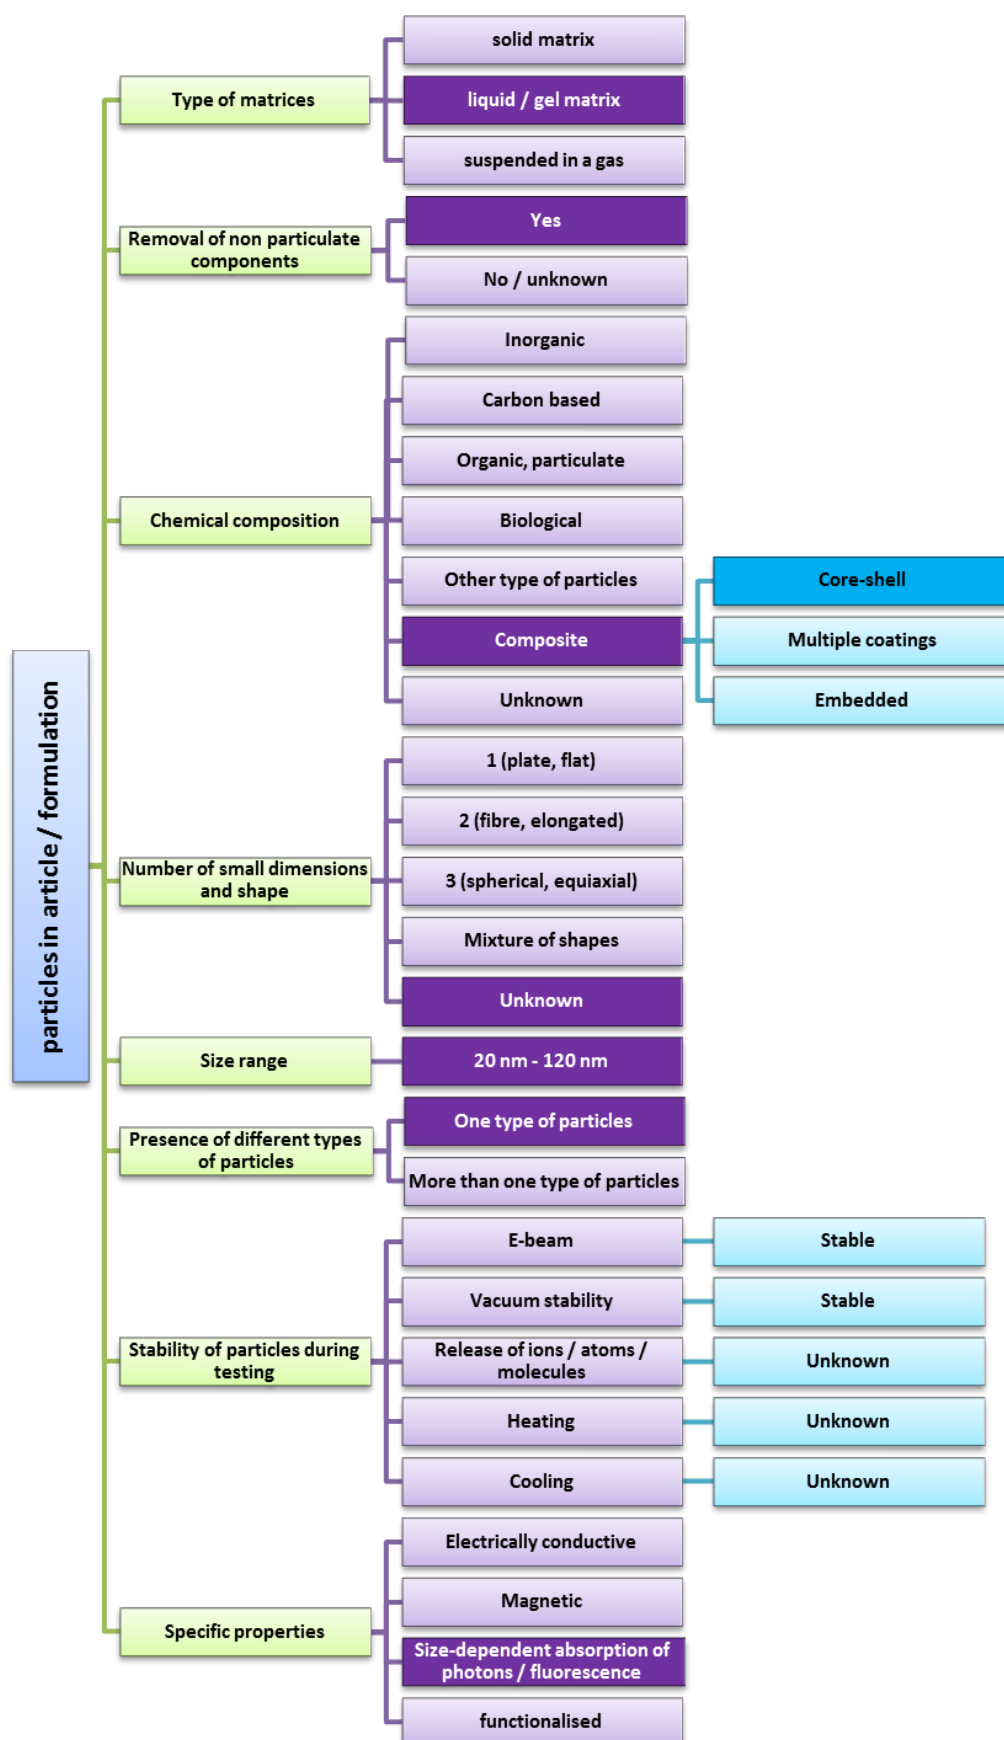 particles in article / formulation
Type of matrices
solid matrix
liquid / gel matrix
suspended in a gas
Removal of non particulate
components
Yes
No / unknown
Chemical composition
Inorganic
Carbon based
Organic, particulate
Biological
Other type of particles
Composite
Core-shell
Multiple coatings
Embedded
Unknown
Number of small dimensions
and shape
1 (plate, flat)
2 (fibre, elongated)
3 (spherical, equiaxial)
Mixture of shapes
Unknown
Size range
20 nm - 120 nm
Presence of different types
of particles
One type of particles
More than one type of particles
Stability of particles during
testing
E-beam
Stable
Vacuum stability
Stable
Release of ions / atoms /
molecules
Unknown
Heating
Unknown
Cooling
Unknown
Specific properties
Electrically conductive
Magnetic
Size-dependent absorption of
photons / fluorescence
functionalised